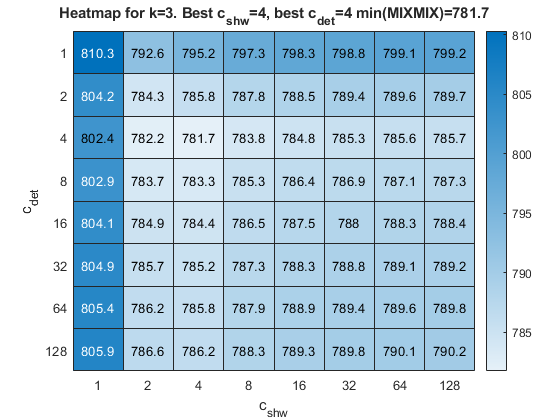 Heatmap for k=3. Best c_shw=4, best c_det=4 min(MIXMIX)=781.7
1 810.3 792.6 795.2 797.3 798.3 798.8 799.1 799.2
2 804.2 784.3 785.8 787.8 788.5 789.4 789.6 789.7
4 802.4 782.2 781.7 783.8 784.8 785.3 785.6 785.7
8 802.9 783.7 783.3 785.3 786.4 786.9 787.1 787.3
16 804.1 784.9 784.4 786.5 787.5 788 788.3 788.4
32 804.9 785.7 785.2 787.3 788.3 788.8 789.1 789.2
64 805.4 786.2 785.8 787.9 788.9 789.4 789.6 789.8
128 805.9 786.6 786.2 788.3 789.3 789.8 790.1 790.2
1 2 4 8 16 32 64 128
c_shw
c_det
810
805
800
795
790
785